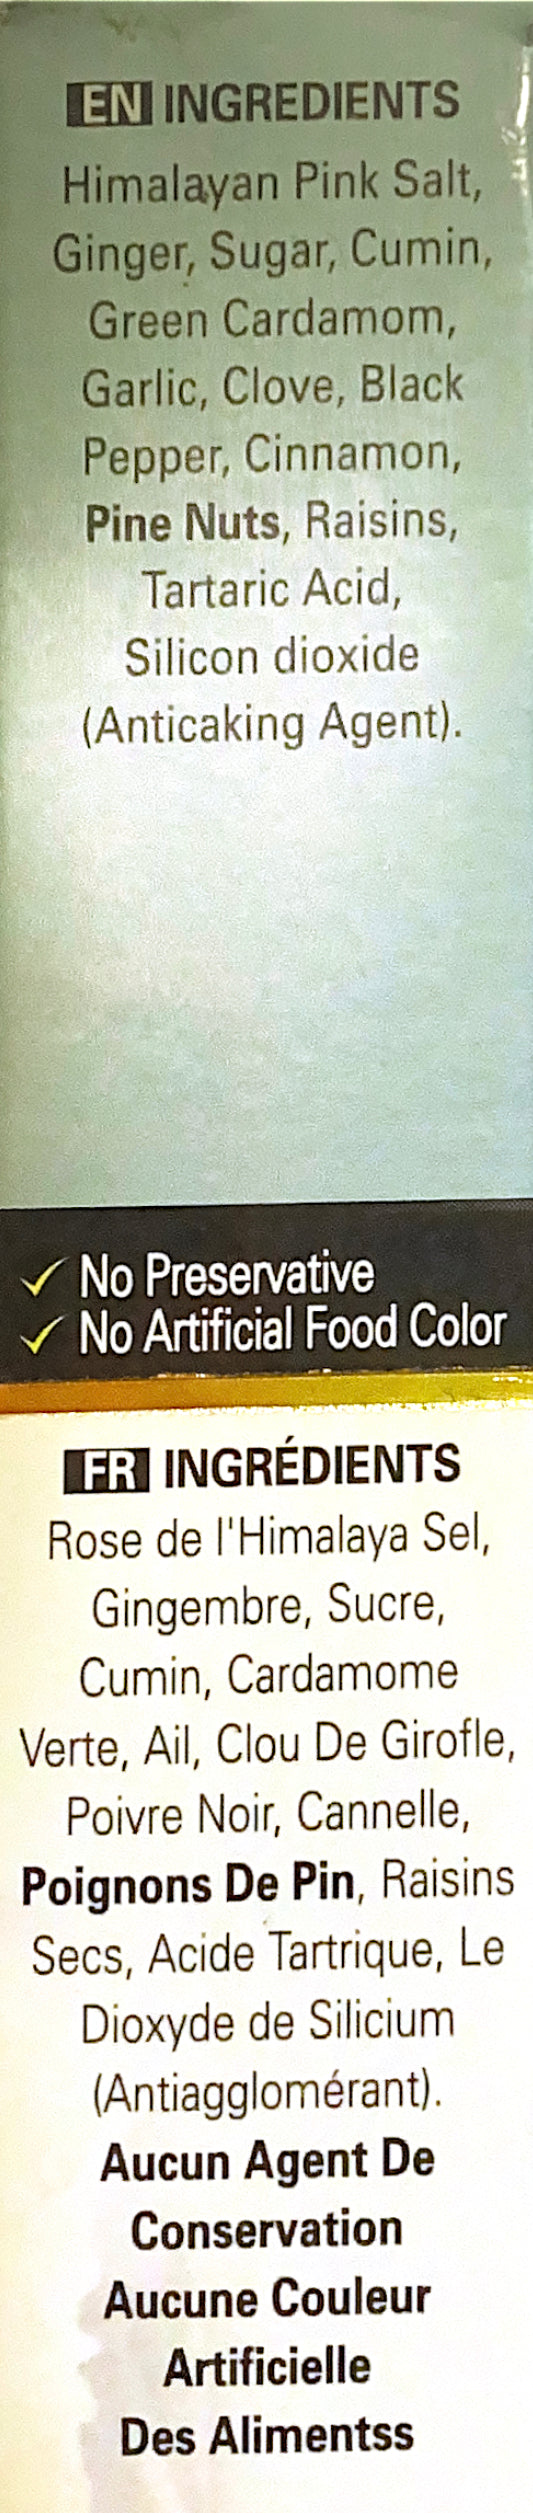 EN INGREDIENTS
Himalayan Pink Salt,
Ginger, Sugar, Cumin,
Green Cardamom,
Garlic, Clove, Black
Pepper, Cinnamon,
Pine Nuts, Raisins,
Tartaric Acid,
Silicon dioxide
(Anticaking Agent).
✓ No Preservative
✓ No Artificial Food Color
FR INGRÉDIENTS
Rose de l'Himalaya Sel,
Gingembre, Sucre,
Cumin, Cardamome
Verte, Ail, Clou De Girofle,
Poivre Noir, Cannelle,
Poignons De Pin, Raisins
Secs, Acide Tartrique, Le
Dioxyde de Silicium
(Antiagglomérant).
Aucun Agent De
Conservation
Aucune Couleur
Artificielle
Des Alimentss